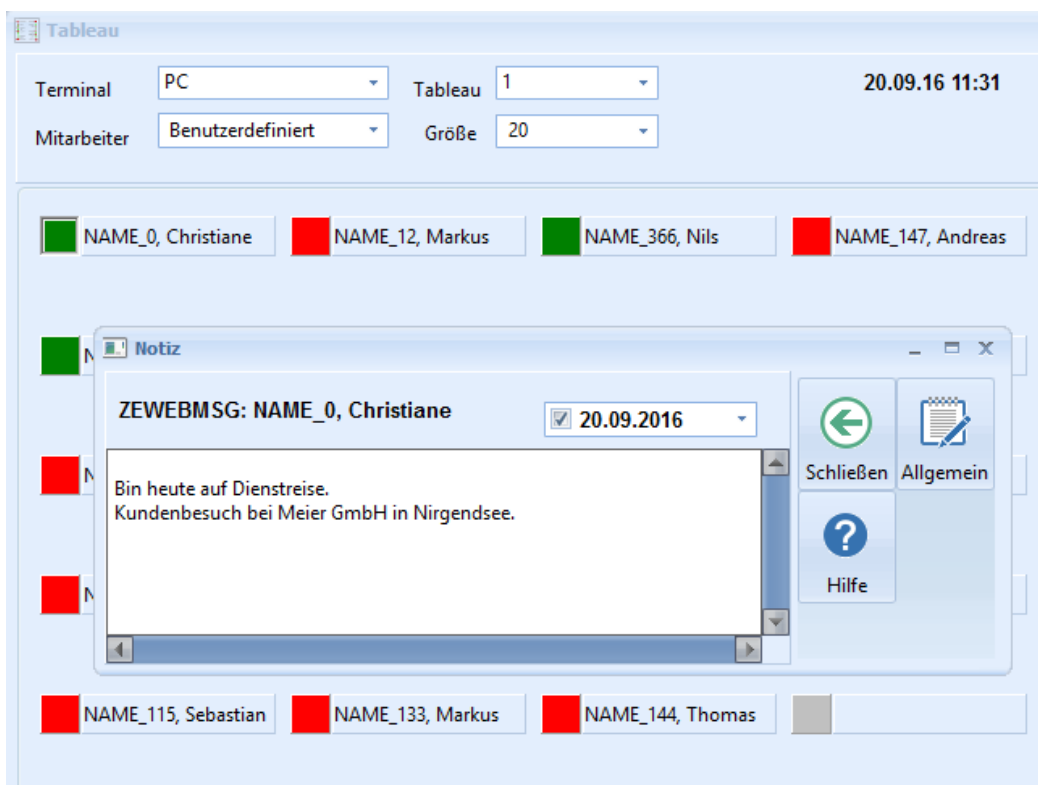 Tableau
Terminal PC Tableau 1 20.09.16 11:31
Mitarbeiter Benutzerdefiniert Größe 20
NAME_0, Christiane NAME_12, Markus NAME_366, Nils NAME_147, Andreas
Notiz
ZEWEBMSG: NAME_0, Christiane 20.09.2016
Bin heute auf Dienstreise.
Kundenbesuch bei Meier GmbH in Nirgendsee.
Schließen Allgemein
Hilfe
NAME_115, Sebastian NAME_133, Markus NAME_144, Thomas